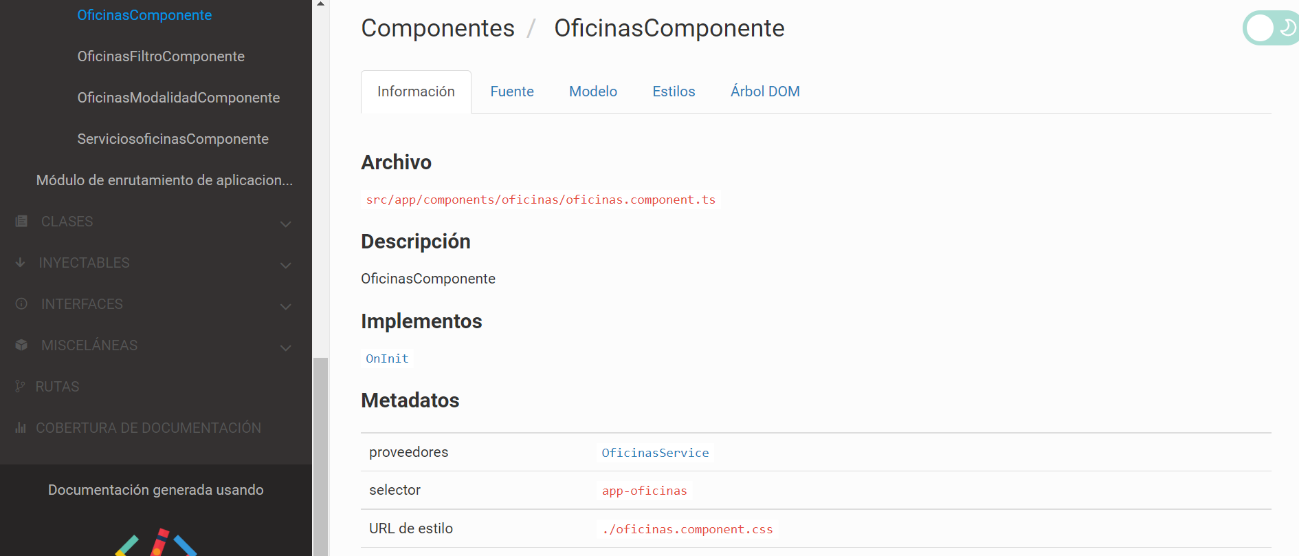 OficinasComponente
OficinasFiltroComponente
OficinasModalidadComponente
ServiciosoficinasComponente
Módulo de enrutamiento de aplicacion...
CLASES
INYECTABLES
INTERFACES
MISCELÁNEAS
RUTAS
COBERTURA DE DOCUMENTACIÓN
Documentación generada usando
Componentes / OficinasComponente
Información Fuente Modelo Estilos Árbol DOM
Archivo
src/app/components/oficinas/oficinas.component.ts
Descripción
OficinasComponente
Implementos
OnInit
Metadatos
proveedores OficinasService
selector app-oficinas
URL de estilo ./oficinas.component.css